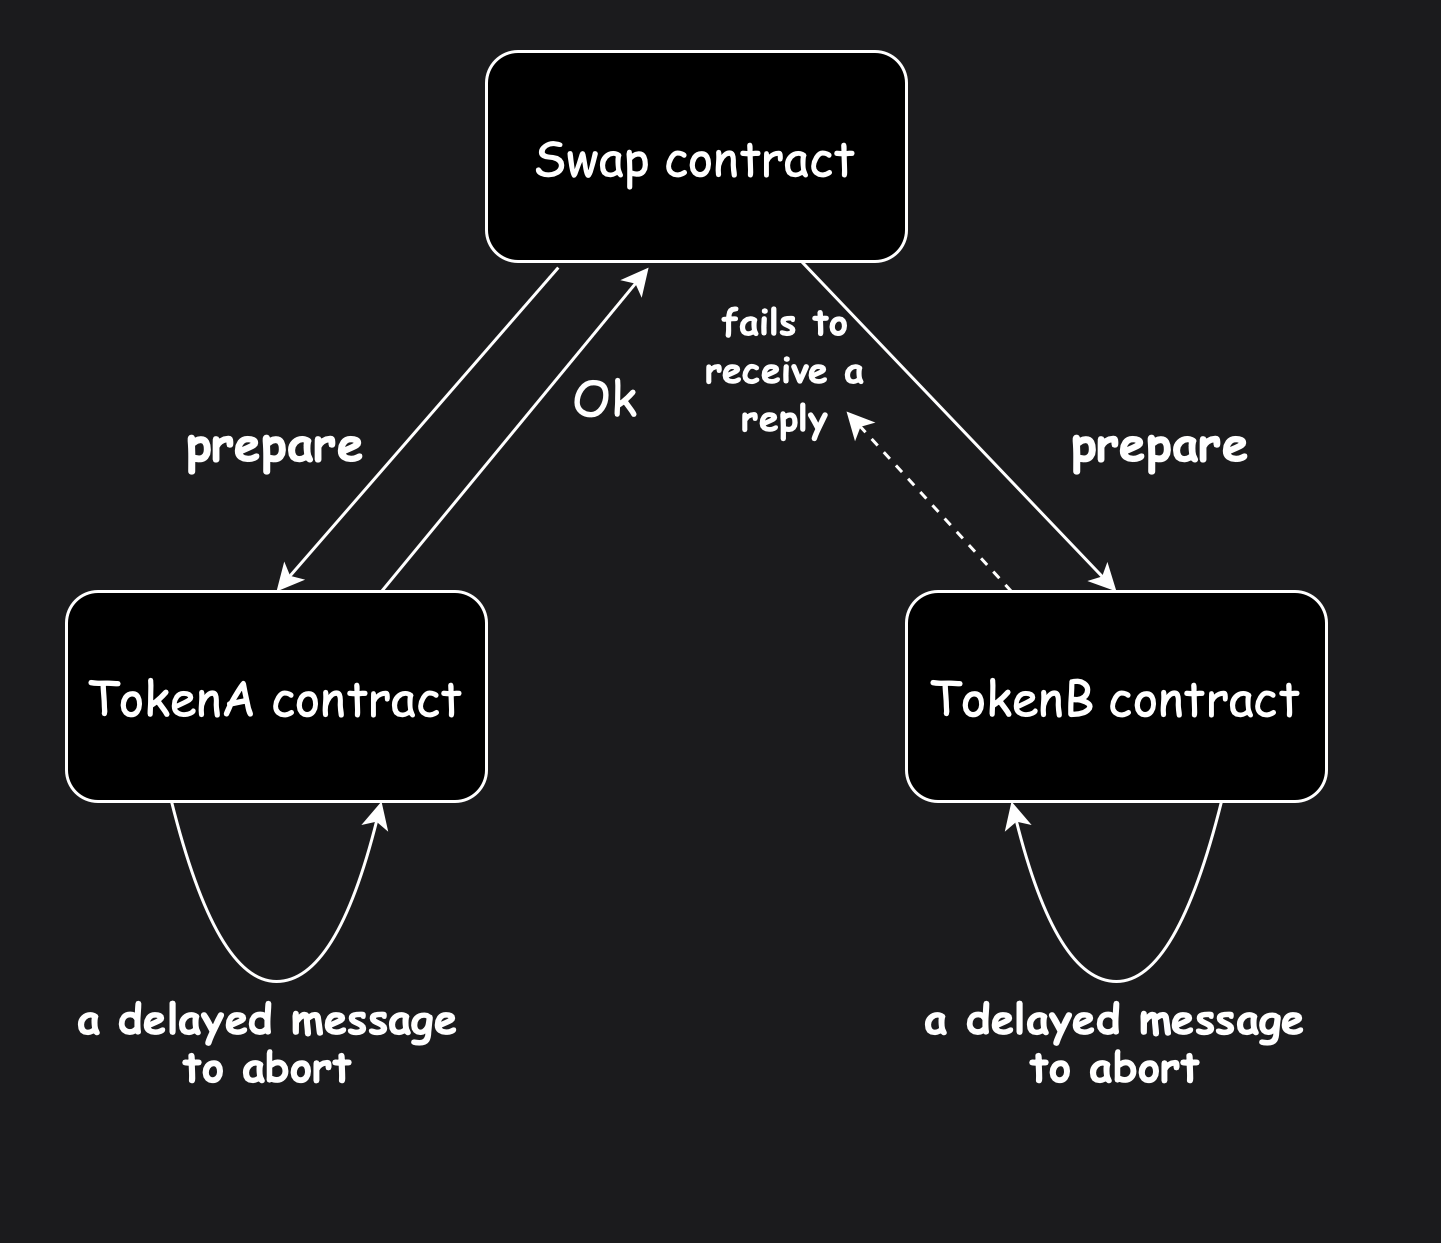 Swap contract
fails to
receive a
reply
Ok
prepare
prepare
TokenA contract
TokenB contract
a delayed message
to abort
a delayed message
to abort